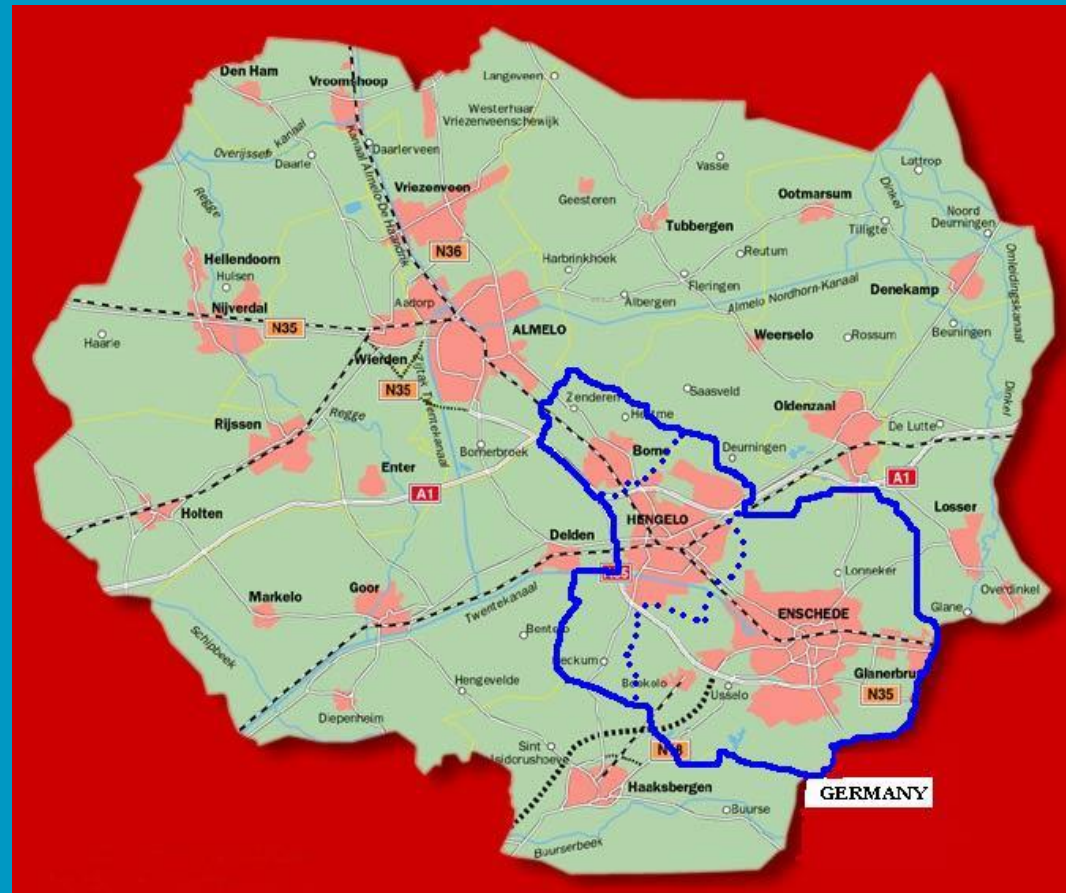 Den Ham
Vroomshoop
Langeveen
Westerhaar
Vriezenveenschewijk
Overijssels kanaal
Daarle
Daarlerveen
Kanaal Almelo-De Haandrik
Vasse
Lattrop
Regge
Vriezenveen
Geesteren
Ootmarsum
Dinkel
Noord
Deurningen
Tubbergen
Tilligte
N36
Hellendoorn
Hulsen
Harbrinkhoek
Reutum
Omleidingskanaal
Fleringen
Denekamp
Aadorp
Albergen
Almelo Nordhorn-Kanaal
Nijverdal
N35
ALMELO
Beuningen
Haarle
Weerselo
Rossum
Wierden
Zijtak Twentekanaal
N35
Saasveld
Dinkel
Zenderen
Oldenzaal
Regge
Rijssen
De Lutte
Bornerbroek
Deurningen
Enter
A1
A1
Holten
HENGELO
Losser
Delden
Lonneker
Goor
Overdinkel
Markelo
Twentekanaal
Glane
ENSCHEDE
Schipbeek
Bentelo
Glanerbrug
Usselo
N35
Hengevelde
Diepenheim
Sint
Isidorushoeve
Haaksbergen
GERMANY
Buurse
Buurserbeek